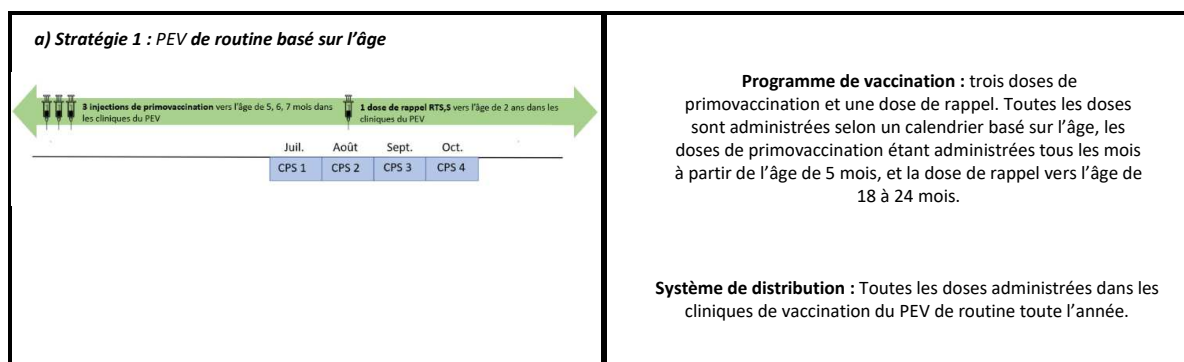 a) Stratégie 1 : PEV de routine basé sur l’âge
3 injections de primovaccination vers l’âge de 5, 6, 7 mois dans
les cliniques du PEV
1 dose de rappel RTS,S vers l’âge de 2 ans dans les
cliniques du PEV
Juil. Août Sept. Oct.
CPS 1 CPS 2 CPS 3 CPS 4
Programme de vaccination : trois doses de
primovaccination et une dose de rappel. Toutes les doses
sont administrées selon un calendrier basé sur l’âge, les
doses de primovaccination étant administrées tous les mois
à partir de l’âge de 5 mois, et la dose de rappel vers l’âge de
18 à 24 mois.
Système de distribution : Toutes les doses administrées dans les
cliniques de vaccination du PEV de routine toute l’année.